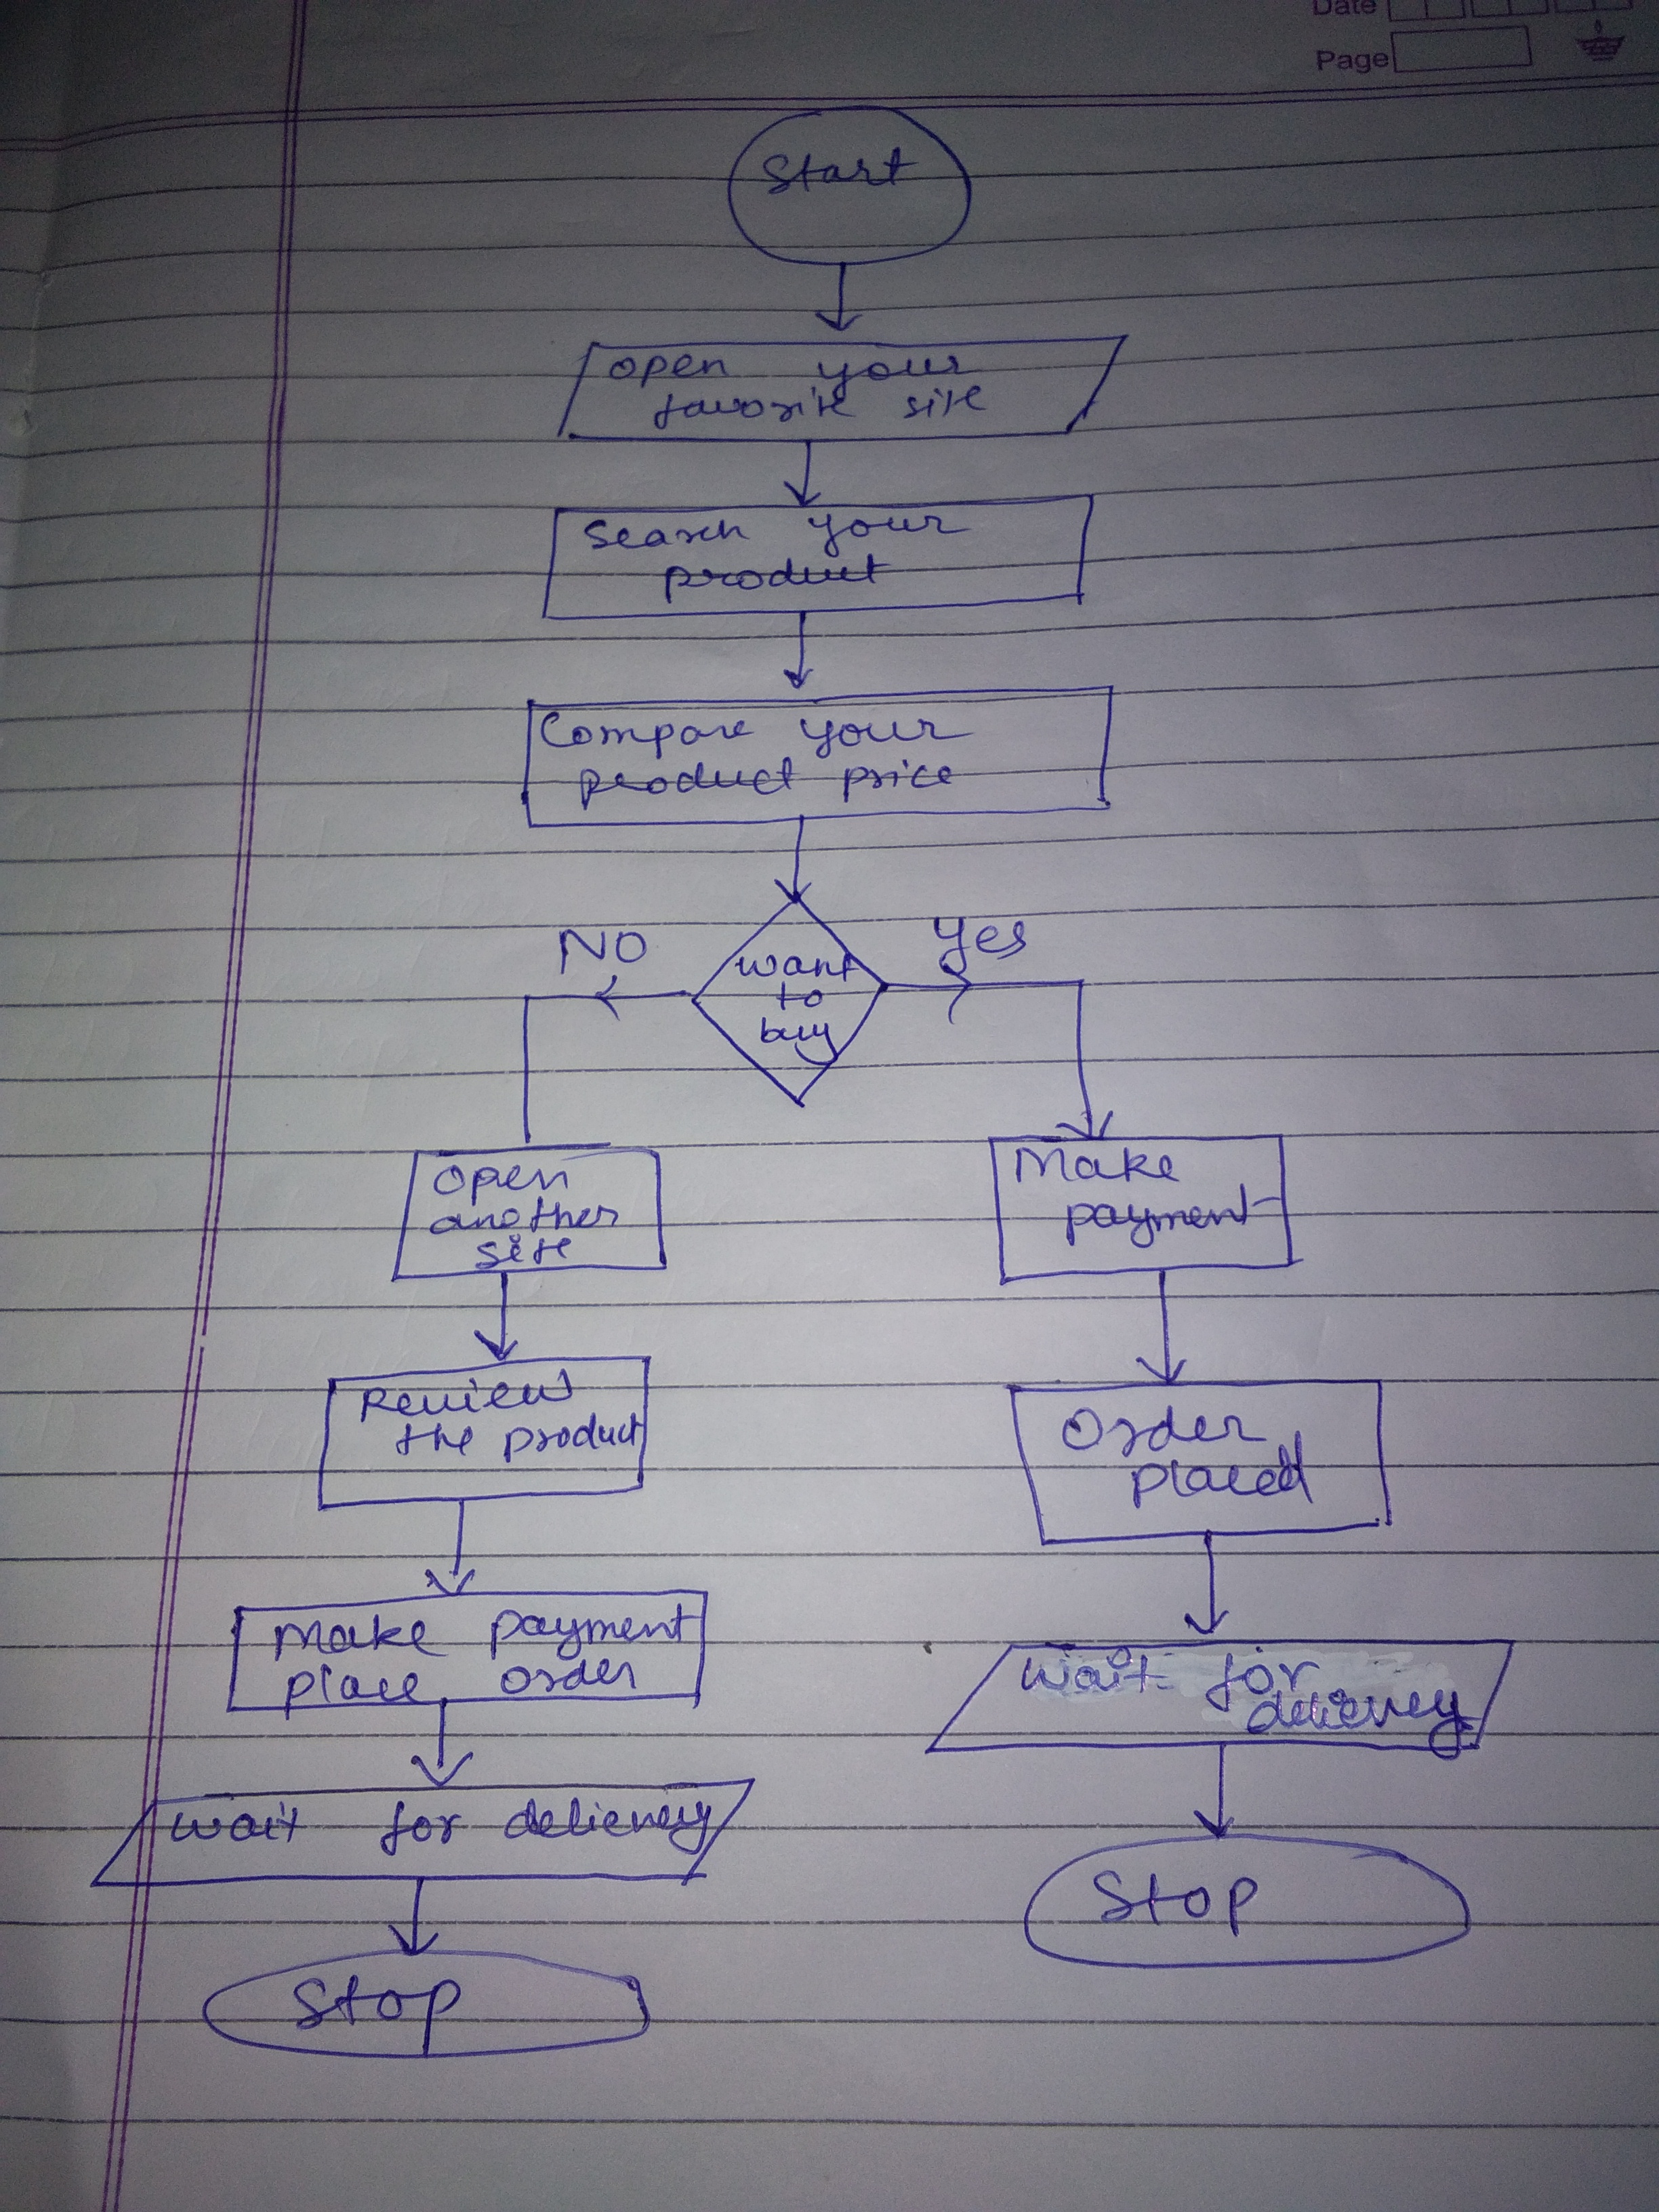 Date
Page
Start
open your
favorite site
Search your
product
Compare your
product price
NO
Yes
want
to
buy
open
another
site
Make
payment
Review
the product
Order
placed
Make payment
place order
wait for
delievery
wait for delievery
Stop
Stop